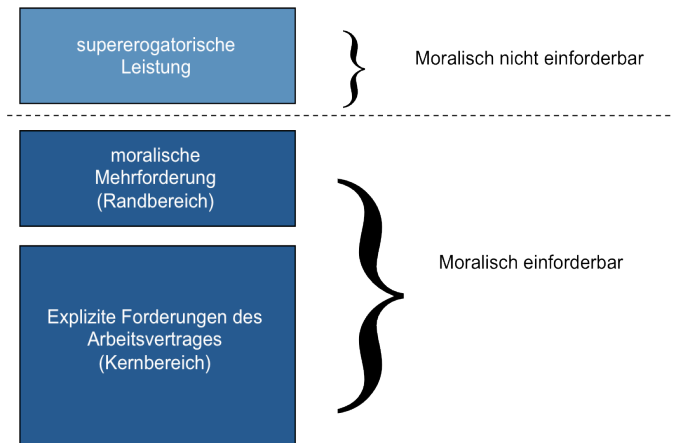 supererogatorische
Leistung
Moralisch nicht einforderbar
moralische
Mehrforderung
(Randbereich)
Moralisch einforderbar
Explizite Forderungen des
Arbeitsvertrages
(Kernbereich)